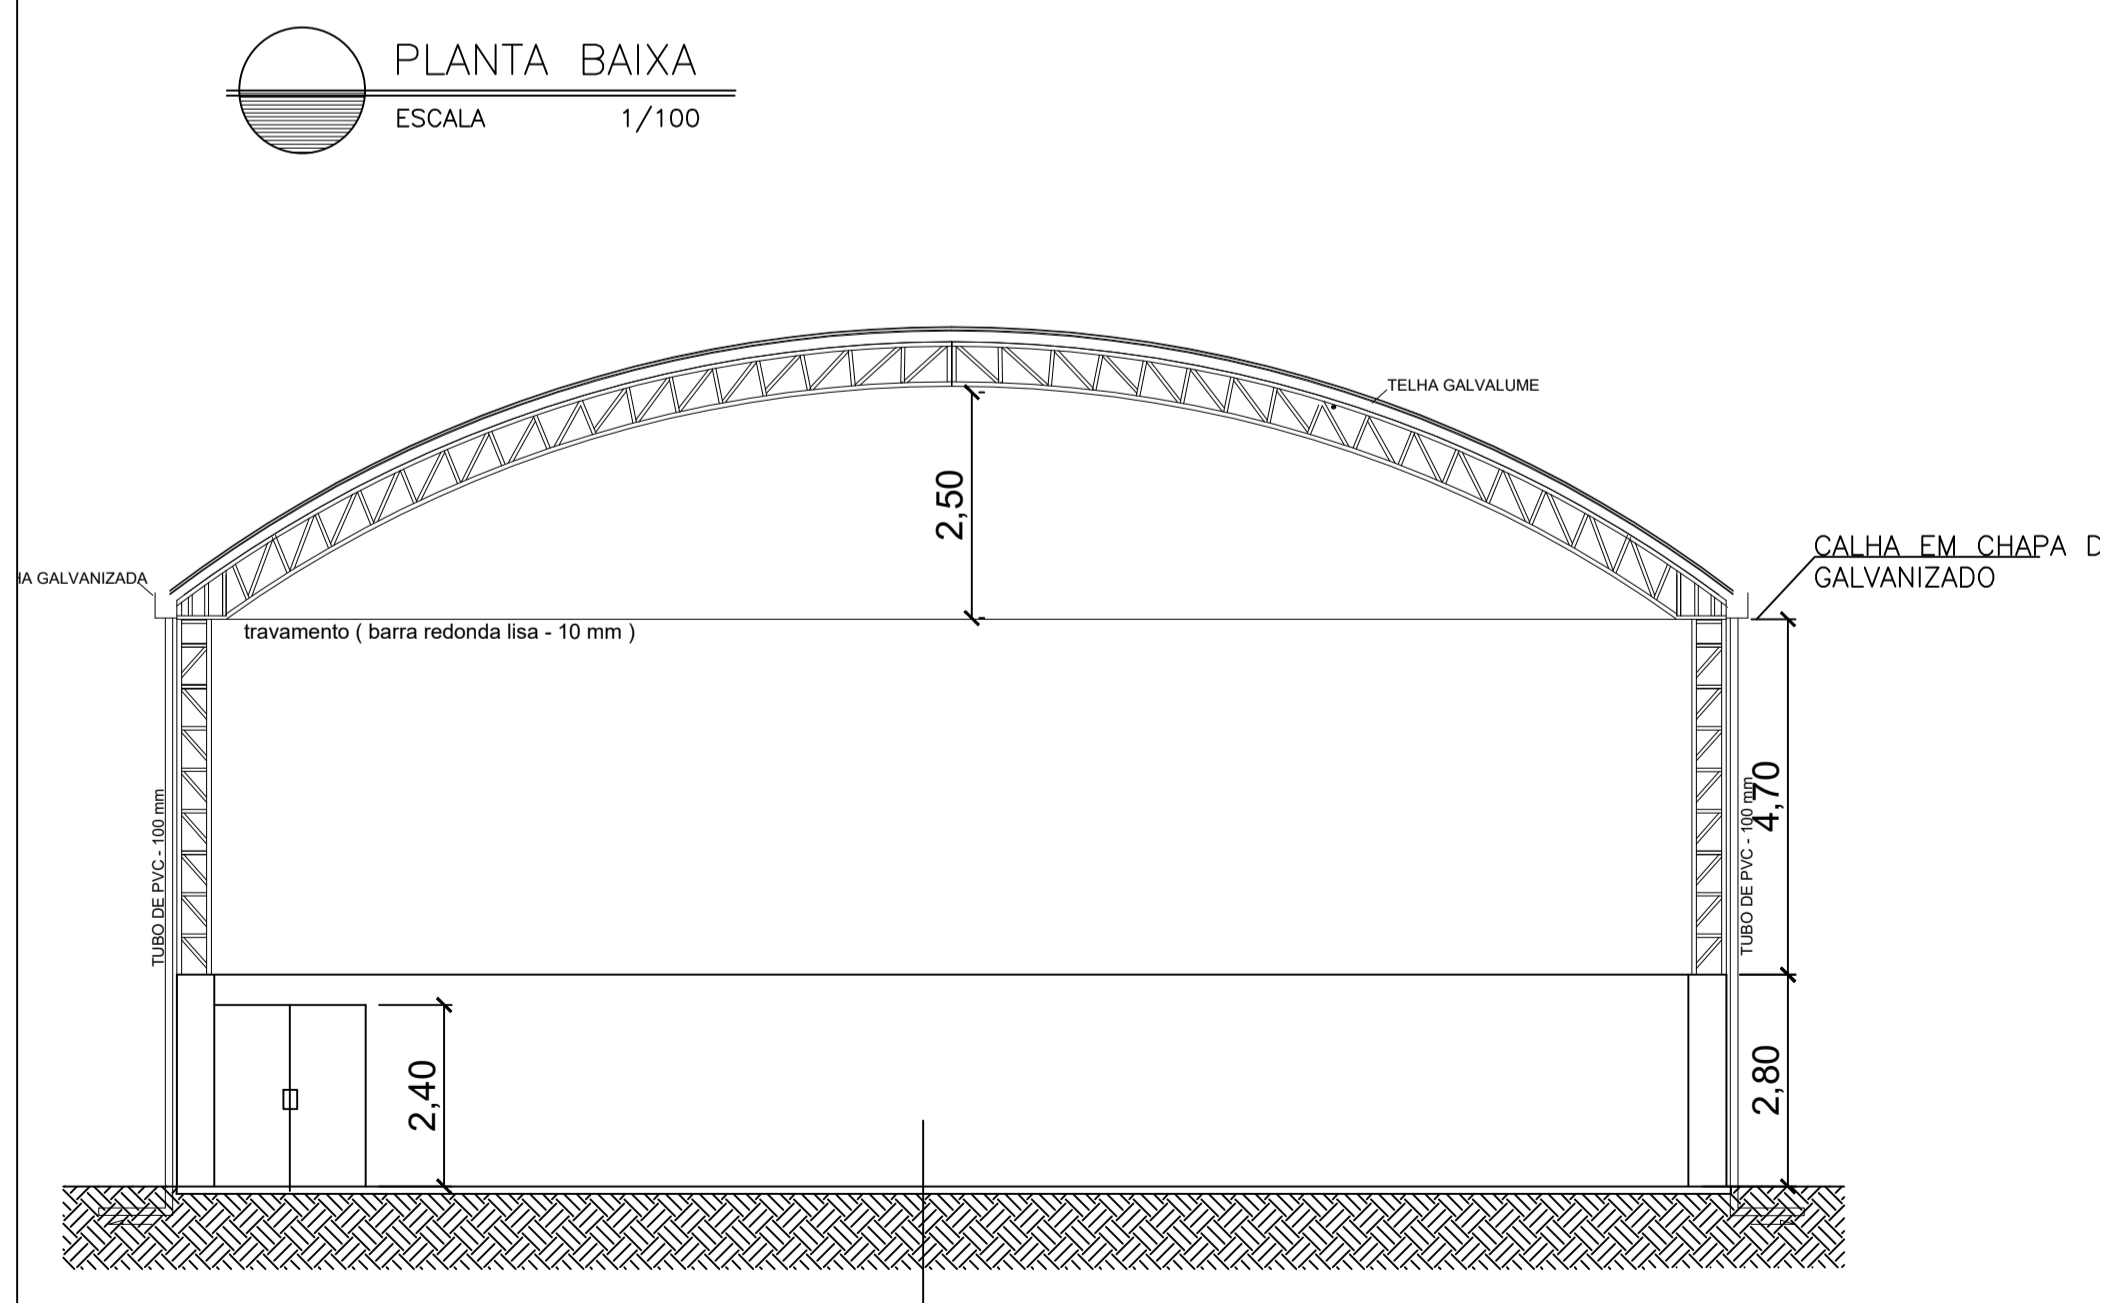 PLANTA BAIXA
ESCALA 1/100
TELHA GALVALUME
2,50
CALHA EM CHAPA D
GALVANIZADO
HA GALVANIZADA
travamento ( barra redonda lisa - 10 mm )
4,70
TUBO DE PVC - 100 mm
TUBO DE PVC - 100 mm
2,40
2,80